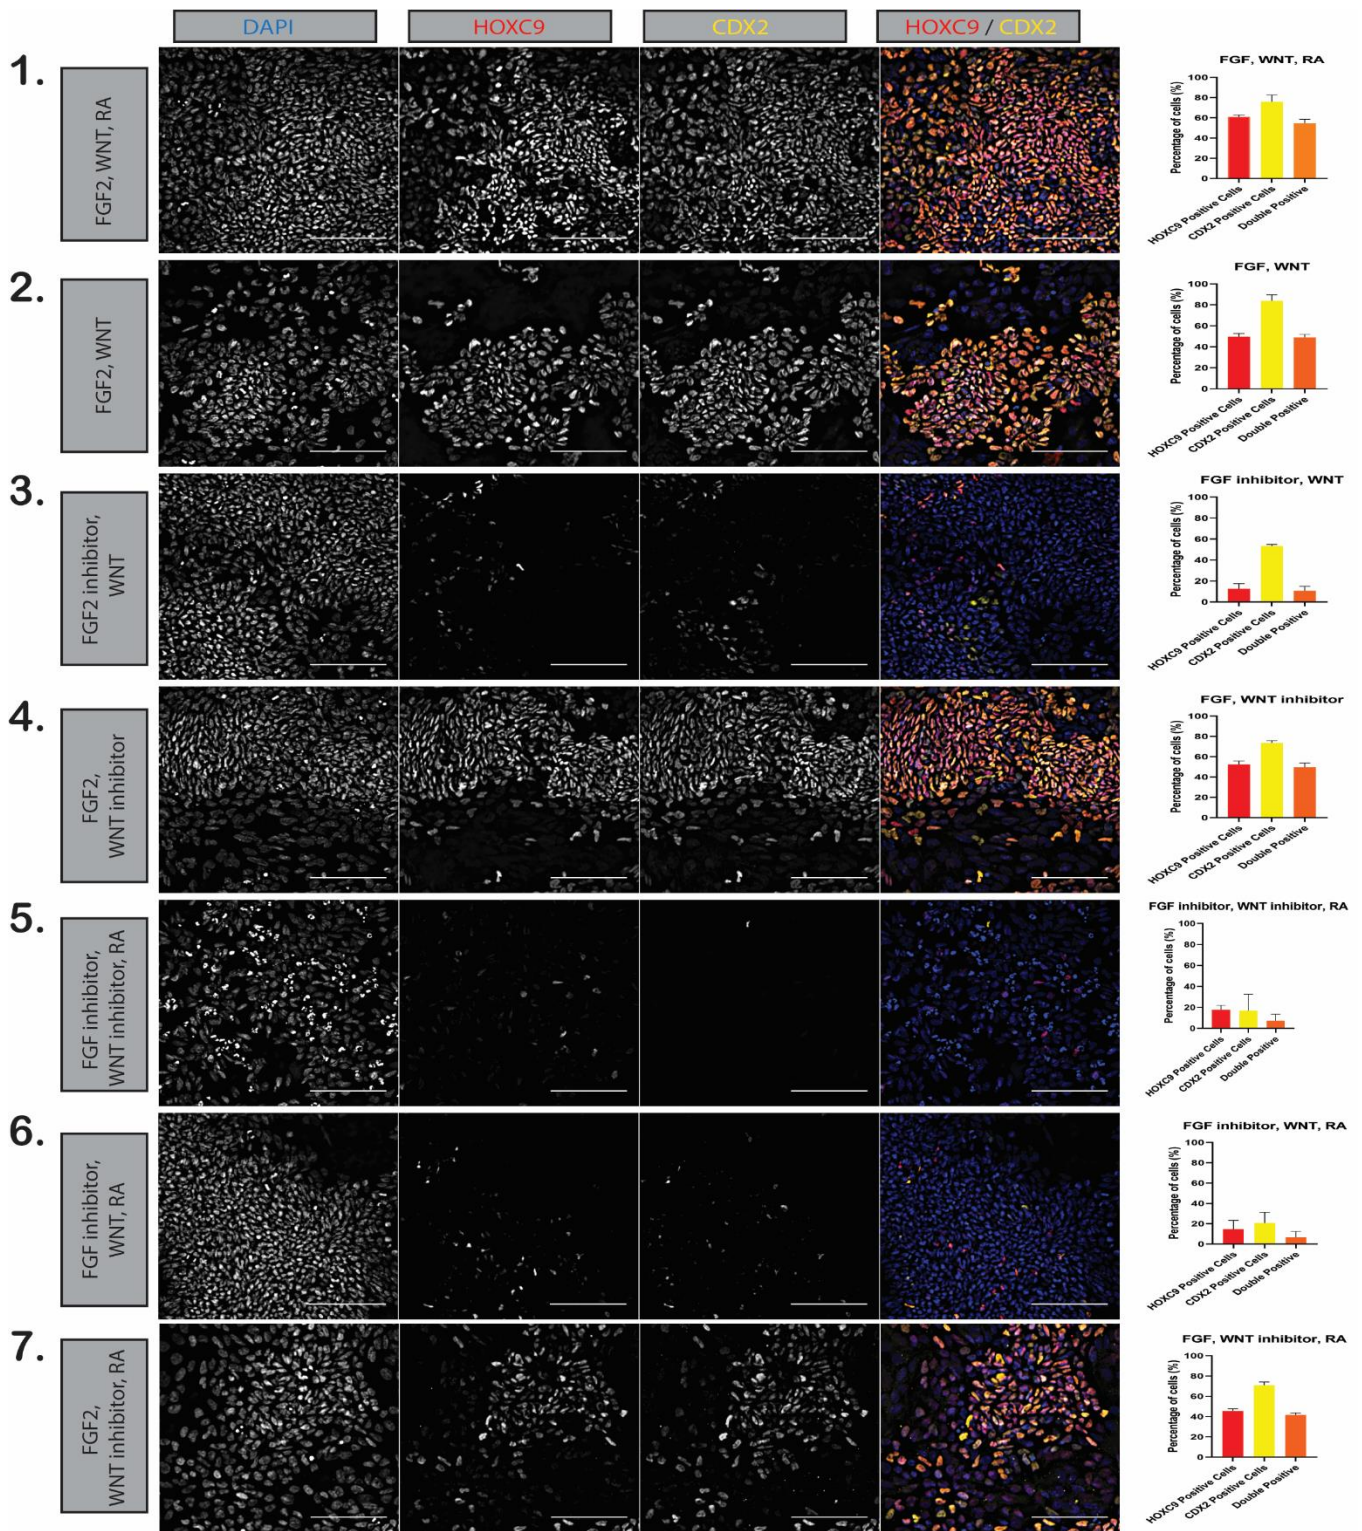 DAPI
HOXC9
CDX2
HOXC9 / CDX2
1.
FGF2, WNT, RA
FGF, WNT, RA
Percentage of cells (%)
100
80
60
40
20
0
HOXC9 Positive Cells
CDX2 Positive Cells
Double Positive
2.
FGF2, WNT
FGF, WNT
Percentage of cells (%)
100
80
60
40
20
0
HOXC9 Positive Cells
CDX2 Positive Cells
Double Positive
3.
FGF2 inhibitor,
WNT
FGF inhibitor, WNT
Percentage of cells (%)
100
80
60
40
20
0
HOXC9 Positive Cells
CDX2 Positive Cells
Double Positive
4.
FGF2,
WNT inhibitor
FGF, WNT inhibitor
Percentage of cells (%)
100
80
60
40
20
0
HOXC9 Positive Cells
CDX2 Positive Cells
Double Positive
5.
FGF inhibitor,
WNT inhibitor, RA
FGF inhibitor, WNT inhibitor, RA
Percentage of cells (%)
100
80
60
40
20
0
HOXC9 Positive Cells
CDX2 Positive Cells
Double Positive
6.
FGF inhibitor,
WNT, RA
FGF inhibitor, WNT, RA
Percentage of cells (%)
100
80
60
40
20
0
HOXC9 Positive Cells
CDX2 Positive Cells
Double Positive
7.
FGF2,
WNT inhibitor, RA
FGF, WNT inhibitor, RA
Percentage of cells (%)
100
80
60
40
20
0
HOXC9 Positive Cells
CDX2 Positive Cells
Double Positive